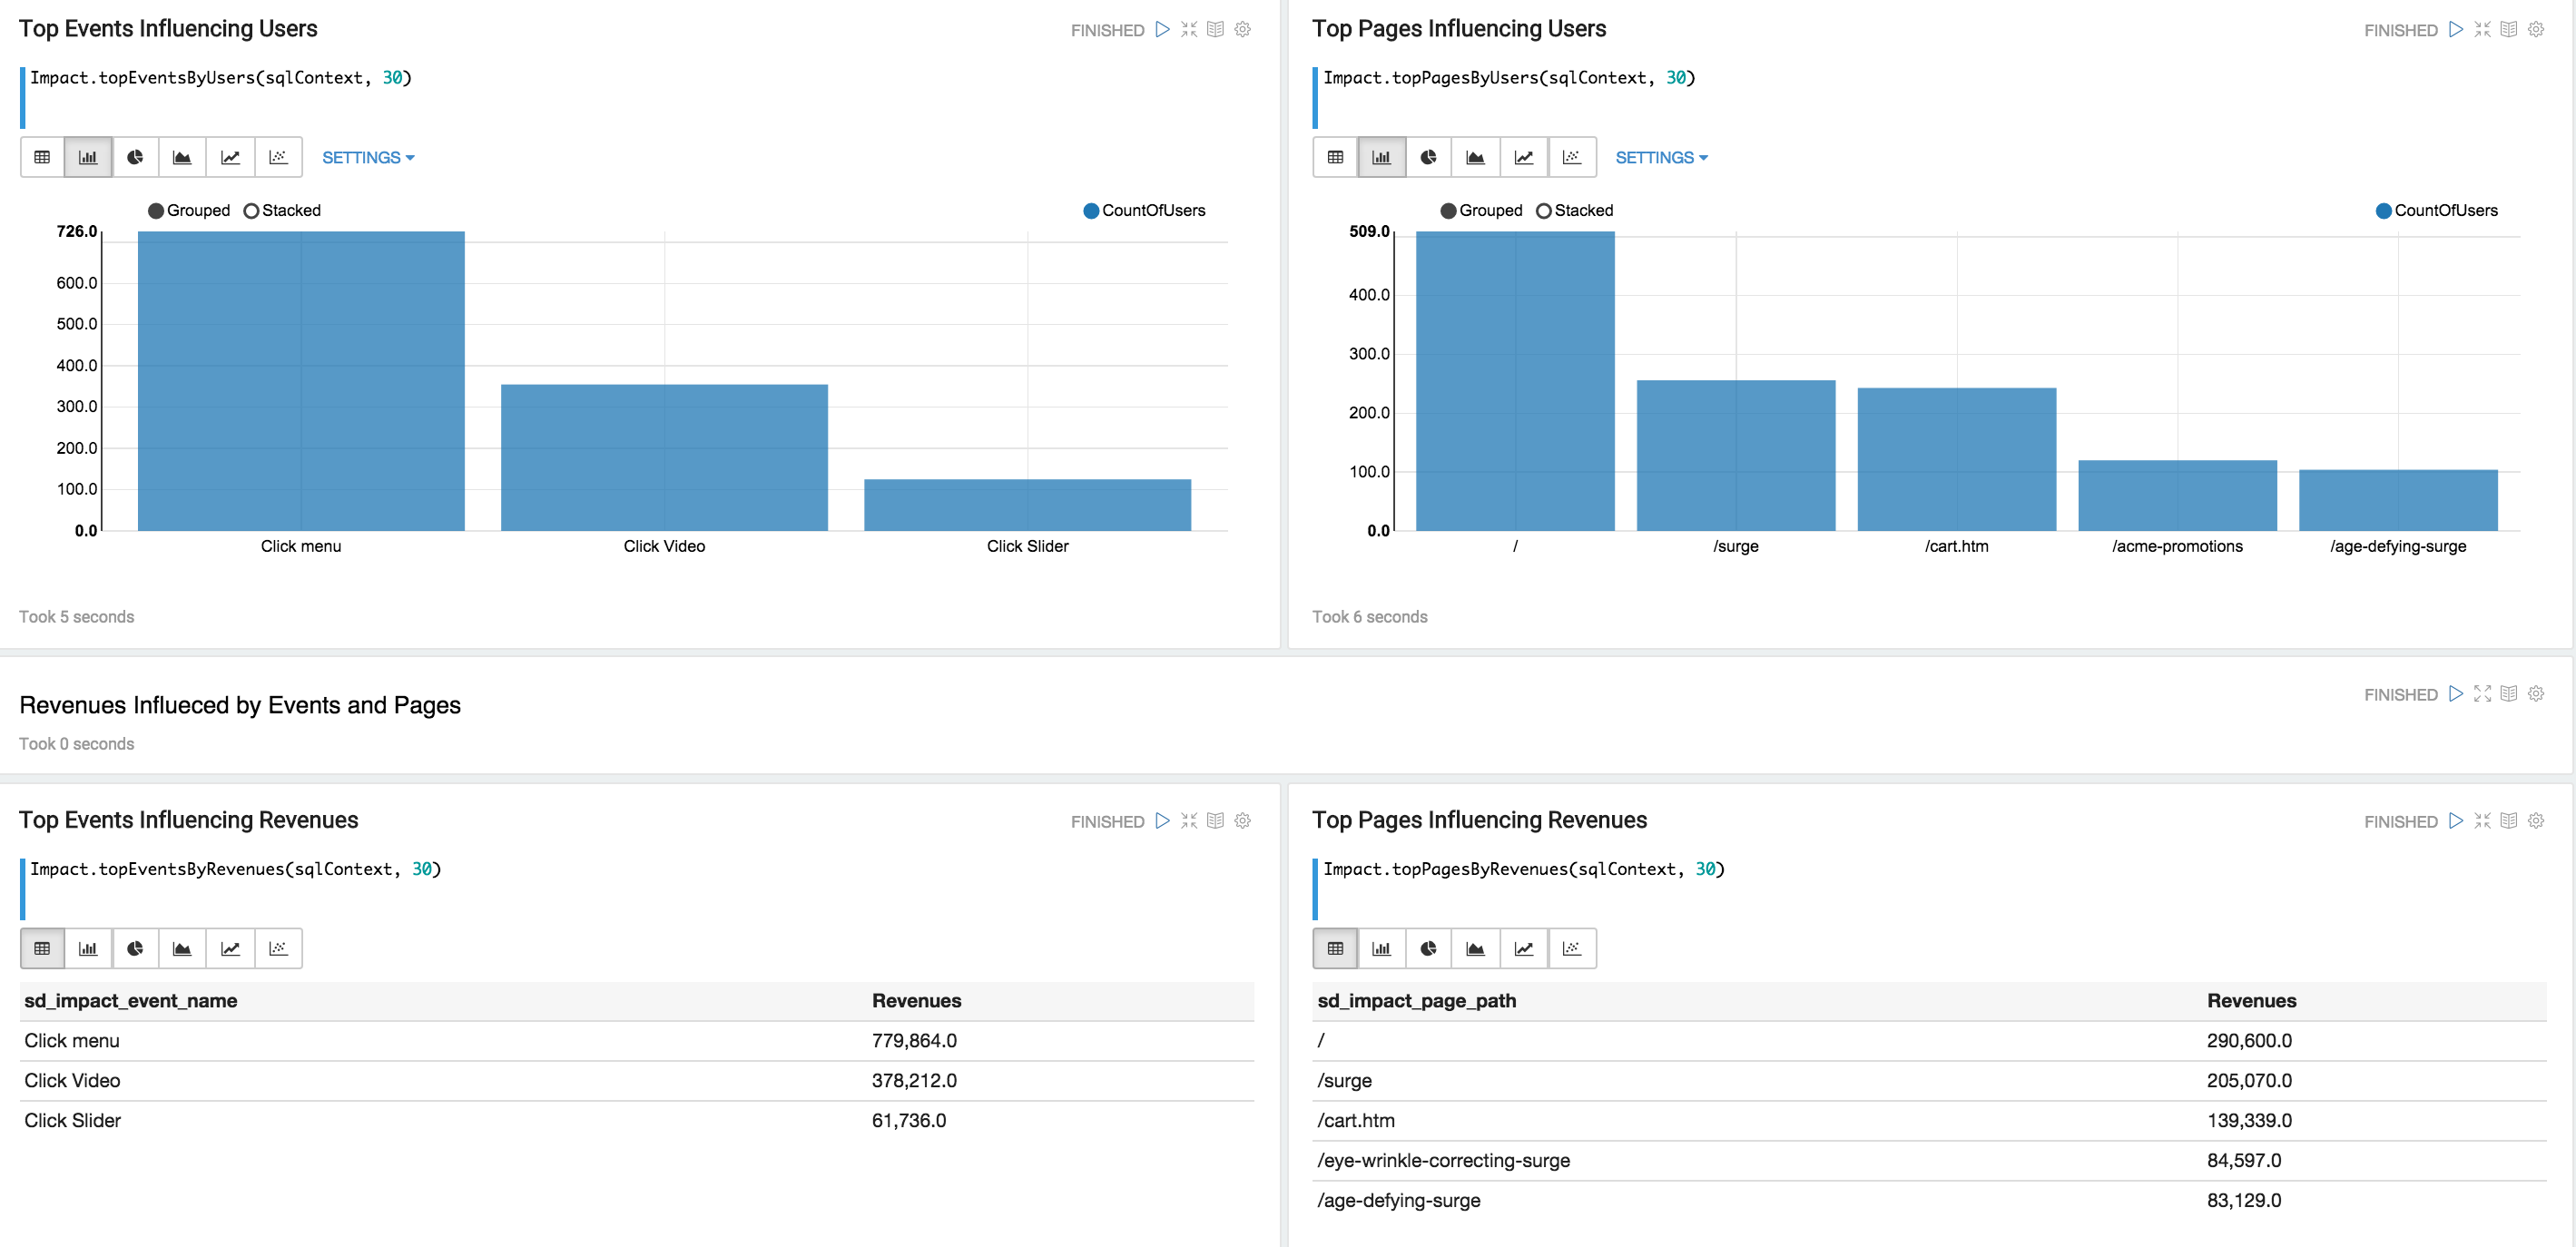 Top Events Influencing Users
FINISHED
Impact.topEventsByUsers(sqlContext, 30)
SETTINGS
Grouped Stacked
CountOfUsers
726.0
600.0
500.0
400.0
300.0
200.0
100.0
0.0
Click menu
Click Video
Click Slider
Took 5 seconds
Top Pages Influencing Users
FINISHED
Impact.topPagesByUsers(sqlContext, 30)
SETTINGS
Grouped Stacked
CountOfUsers
509.0
400.0
300.0
200.0
100.0
0.0
/
/surge
/cart.htm
/acme-promotions
/age-defying-surge
Took 6 seconds
Revenues Influeced by Events and Pages
FINISHED
Took 0 seconds
Top Events Influencing Revenues
FINISHED
Impact.topEventsByRevenues(sqlContext, 30)
sd_impact_event_name Revenues
Click menu 779,864.0
Click Video 378,212.0
Click Slider 61,736.0
Top Pages Influencing Revenues
FINISHED
Impact.topPagesByRevenues(sqlContext, 30)
sd_impact_page_path Revenues
/ 290,600.0
/surge 205,070.0
/cart.htm 139,339.0
/eye-wrinkle-correcting-surge 84,597.0
/age-defying-surge 83,129.0